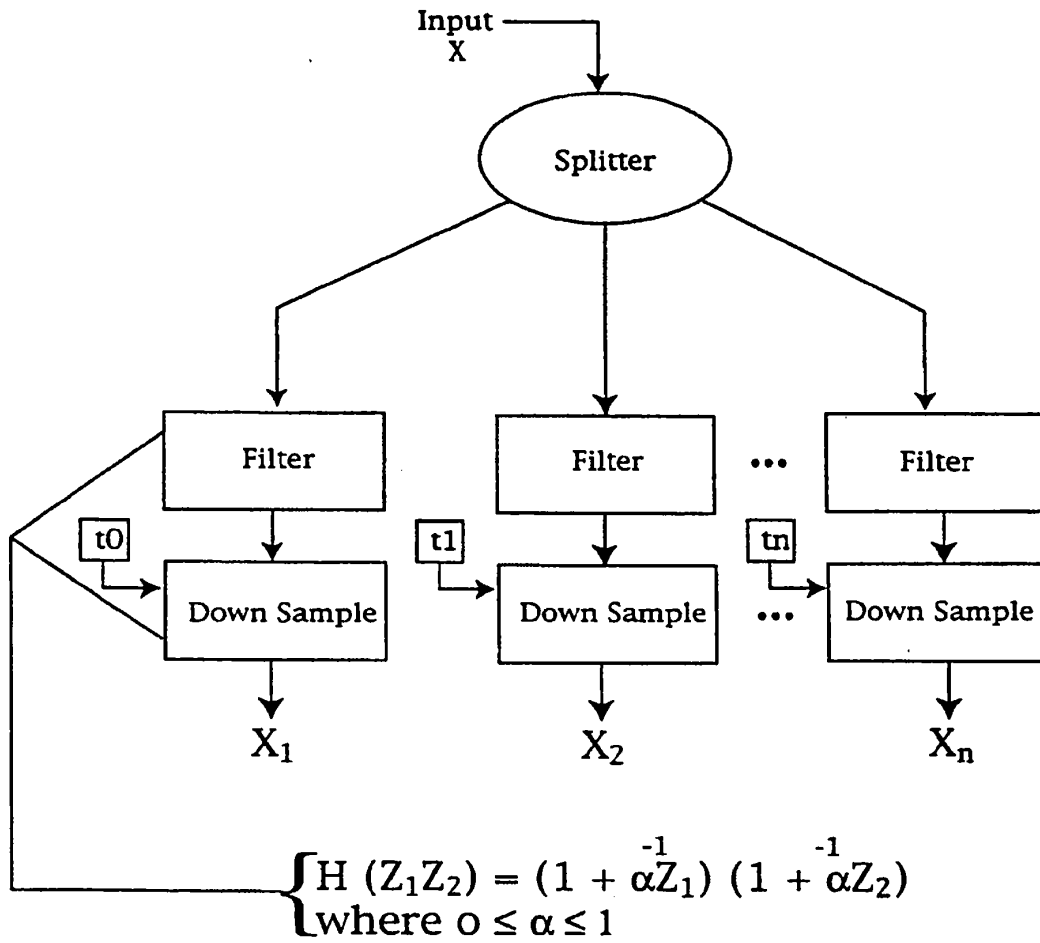 Input
X
Splitter
Filter
Filter
...
Filter
t0
t1
tn
Down Sample
Down Sample
...
Down Sample
X₁
X₂
Xₙ
H (Z₁Z₂) = (1 + αZ₁⁻¹) (1 + αZ₂⁻¹)
where o ≤ α ≤ 1